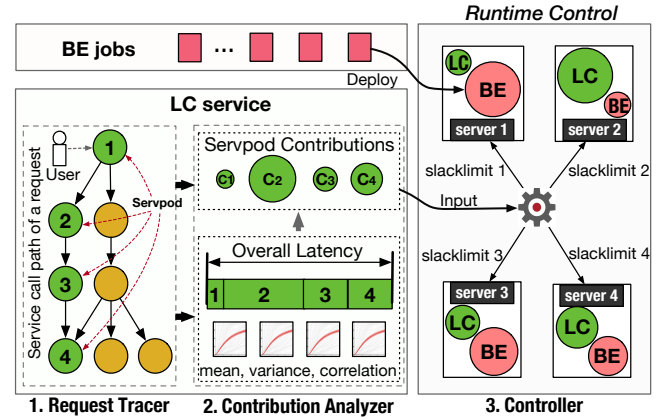 Runtime Control
BE jobs
...
Deploy
LC service
Service call path of a request
User
1
2
3
4
Servpod
Servpod Contributions
C1
C2
C3
C4
Overall Latency
1 2 3 4
mean, variance, correlation
Input
LC
BE
server 1
LC
BE
server 2
slacklimit 1
slacklimit 2
slacklimit 3
slacklimit 4
server 3
LC
BE
server 4
LC
BE
1. Request Tracer
2. Contribution Analyzer
3. Controller